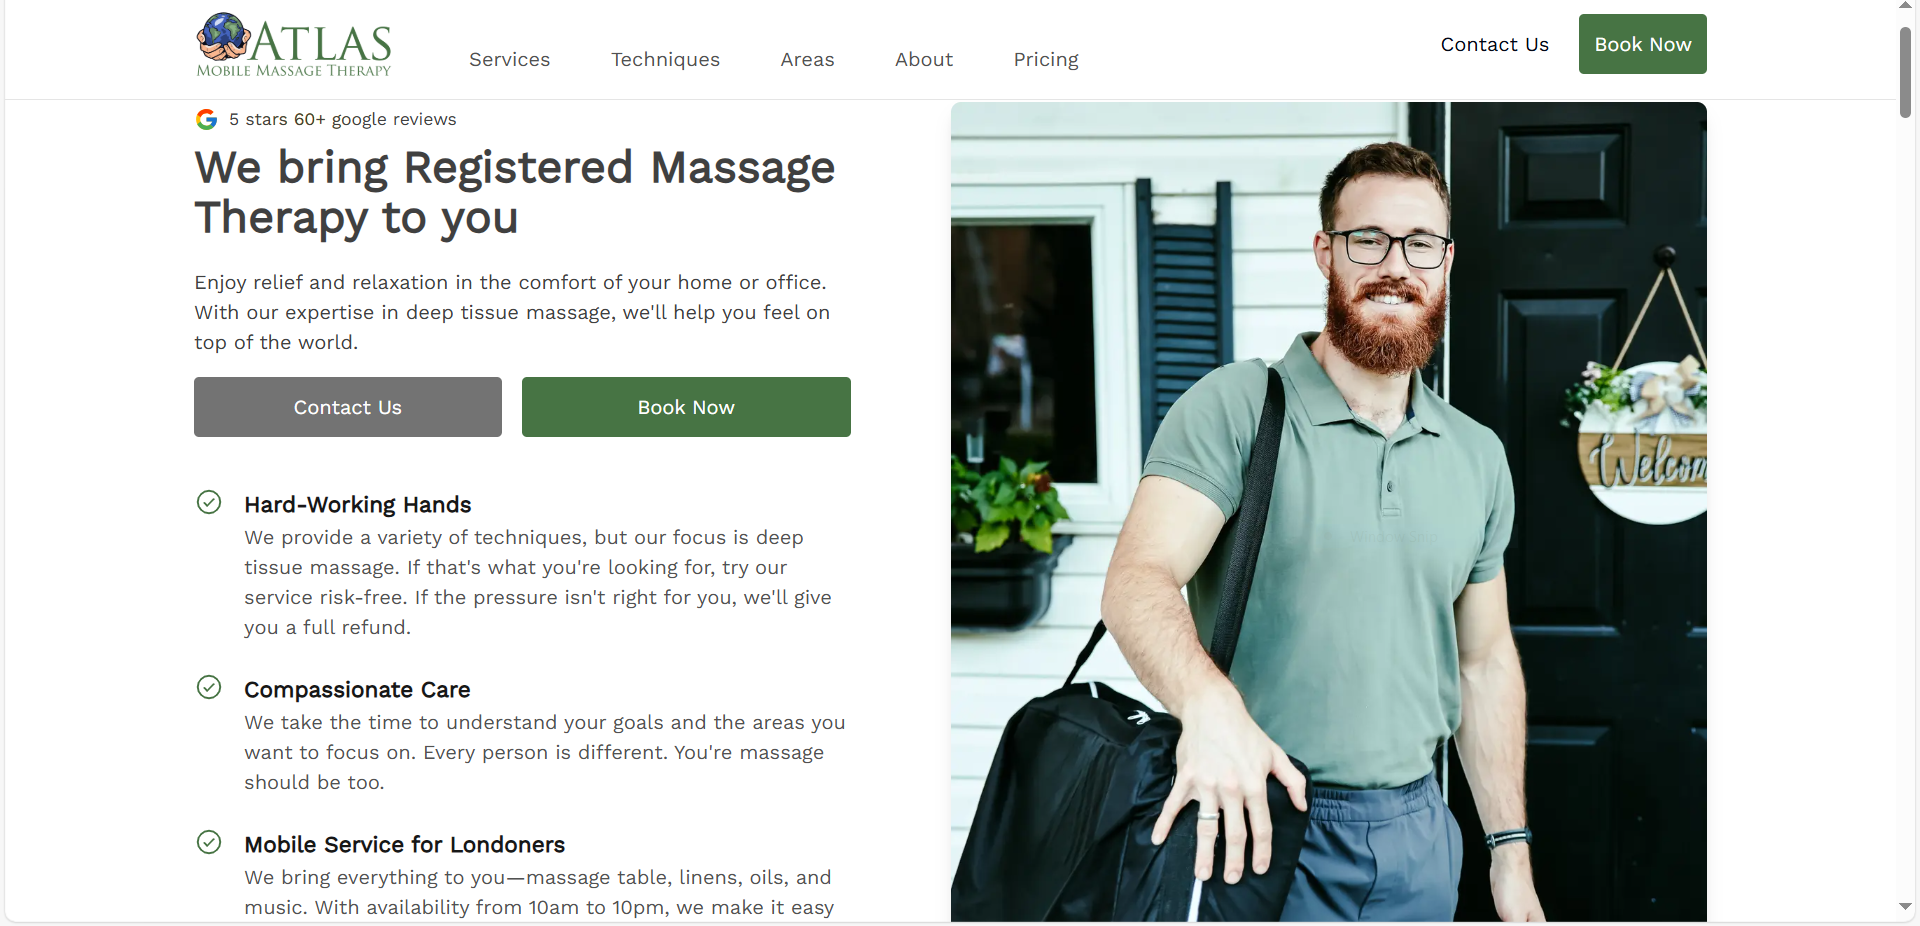 ATLAS
MOBILE MASSAGE THERAPY
Services
Techniques
Areas
About
Pricing
Contact Us
Book Now
5 stars 60+ google reviews
We bring Registered Massage
Therapy to you
Enjoy relief and relaxation in the comfort of your home or office.
With our expertise in deep tissue massage, we'll help you feel on
top of the world.
Contact Us
Book Now
Hard-Working Hands
We provide a variety of techniques, but our focus is deep
tissue massage. If that's what you're looking for, try our
service risk-free. If the pressure isn't right for you, we'll give
you a full refund.
Compassionate Care
We take the time to understand your goals and the areas you
want to focus on. Every person is different. You're massage
should be too.
Mobile Service for Londoners
We bring everything to you—massage table, linens, oils, and
music. With availability from 10am to 10pm, we make it easy
Welcom